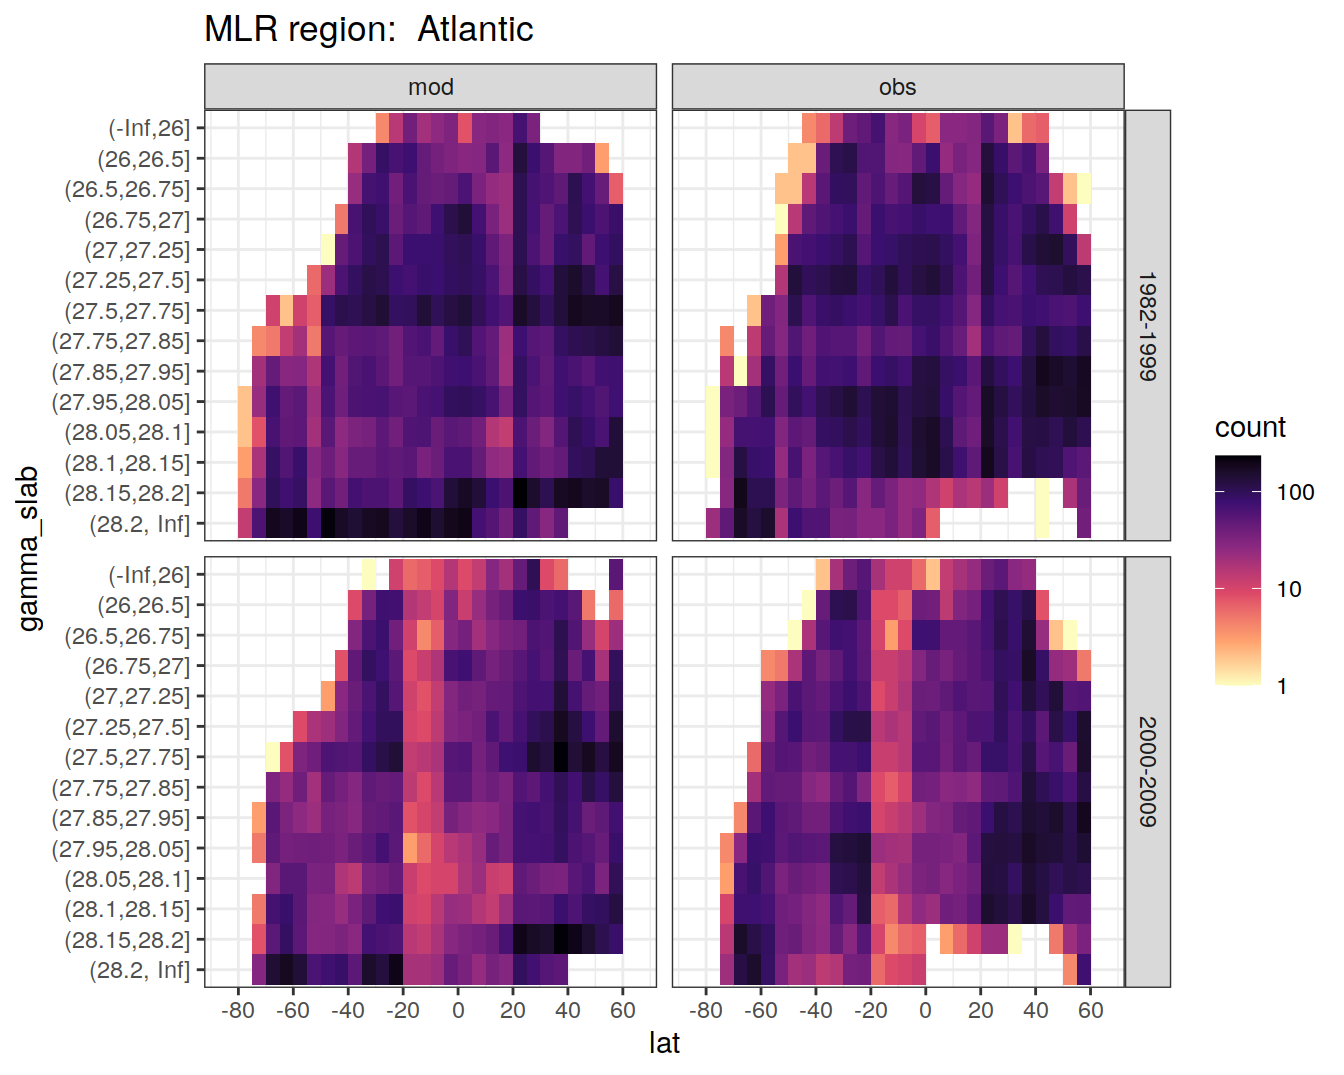 MLR region:  Atlantic
mod
obs
(-Inf,26]
(26,26.5]
(26.5,26.75]
(26.75,27]
(27,27.25]
(27.25,27.5]
(27.5,27.75]
(27.75,27.85]
(27.85,27.95]
(27.95,28.05]
(28.05,28.1]
(28.1,28.15]
(28.15,28.2]
(28.2, Inf]
1982-1999
(-Inf,26]
(26,26.5]
(26.5,26.75]
(26.75,27]
(27,27.25]
(27.25,27.5]
(27.5,27.75]
(27.75,27.85]
(27.85,27.95]
(27.95,28.05]
(28.05,28.1]
(28.1,28.15]
(28.15,28.2]
(28.2, Inf]
2000-2009
gamma_slab
-80 -60 -40 -20 0 20 40 60
-80 -60 -40 -20 0 20 40 60
lat
count
100
10
1